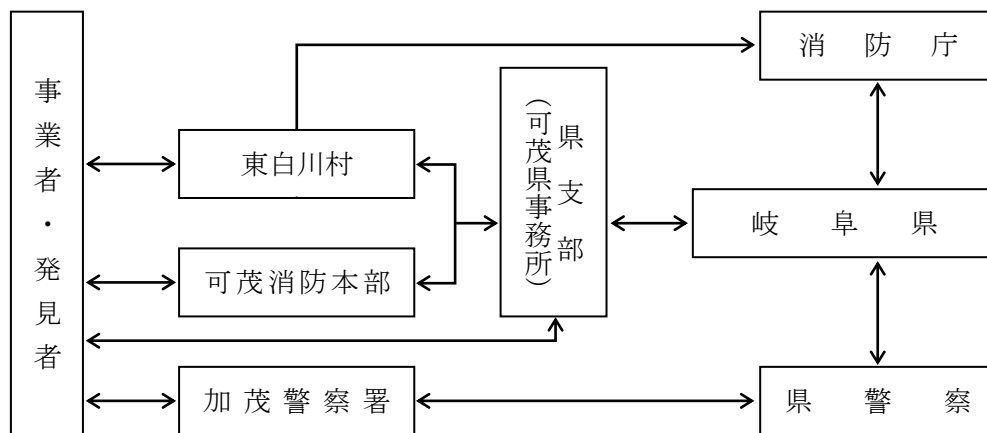 事業者・発見者
東白川村
可茂消防本部
加茂警察署
県支部
(可茂県事務所)
消防庁
岐阜県
県警察